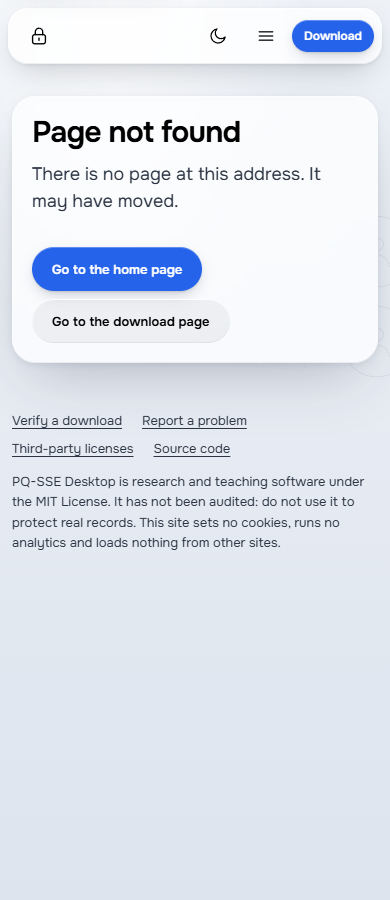 Download
Page not found
There is no page at this address. It
may have moved.
Go to the home page
Go to the download page
Verify a download Report a problem
Third-party licenses Source code
PQ-SSE Desktop is research and teaching software under
the MIT License. It has not been audited: do not use it to
protect real records. This site sets no cookies, runs no
analytics and loads nothing from other sites.